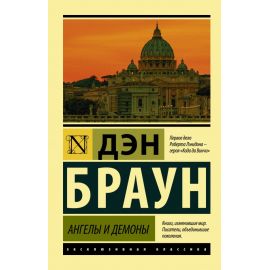 N
ДЭН
Первое дело
Роберта Лэнгдона –
героя «Кода да Винчи»
БРАУН
АНГЕЛЫ И ДЕМОНЫ
Книги, изменившие мир.
Писатели, объединившие
поколения.
ЭКСКЛЮЗИВНАЯ КЛАССИКА